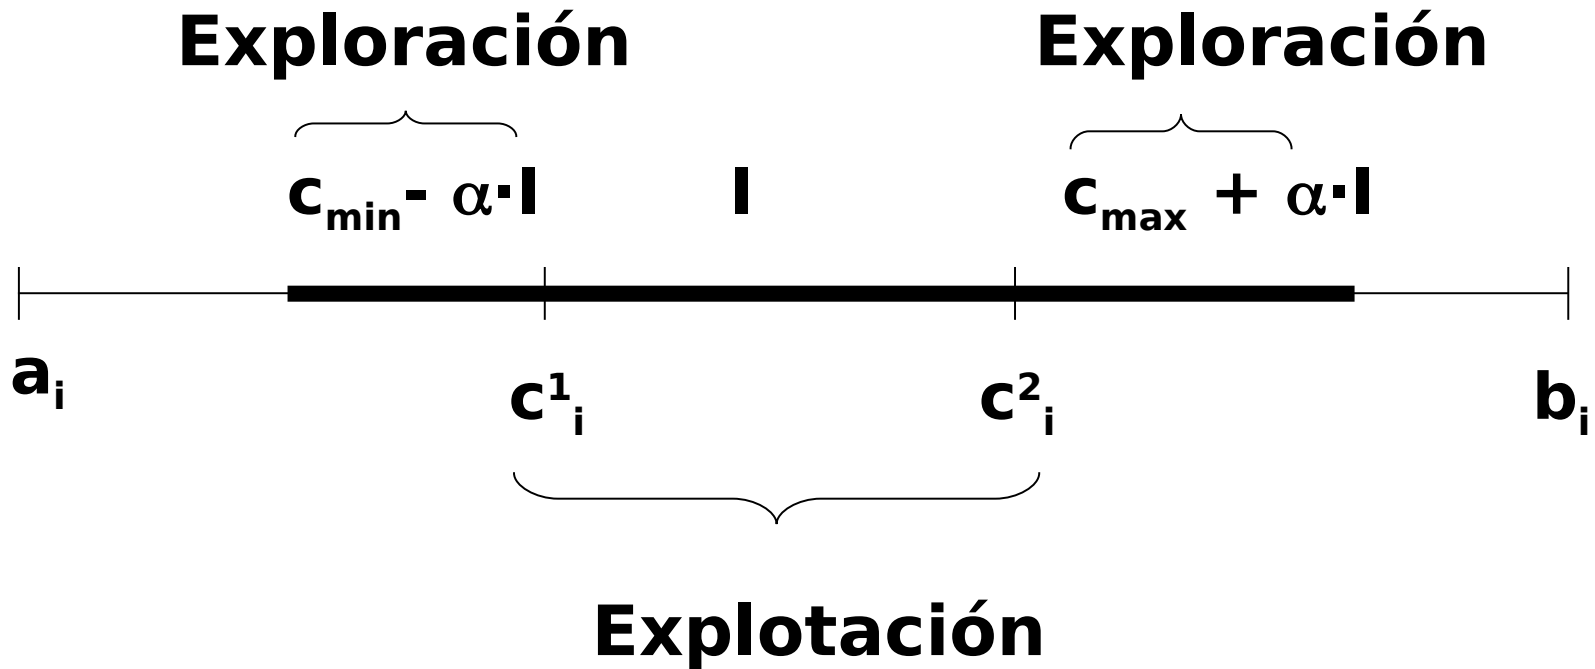 Exploración Exploración
c_min - α·I I c_max + α·I
a_i c¹_i c²_i b_i
Explotación